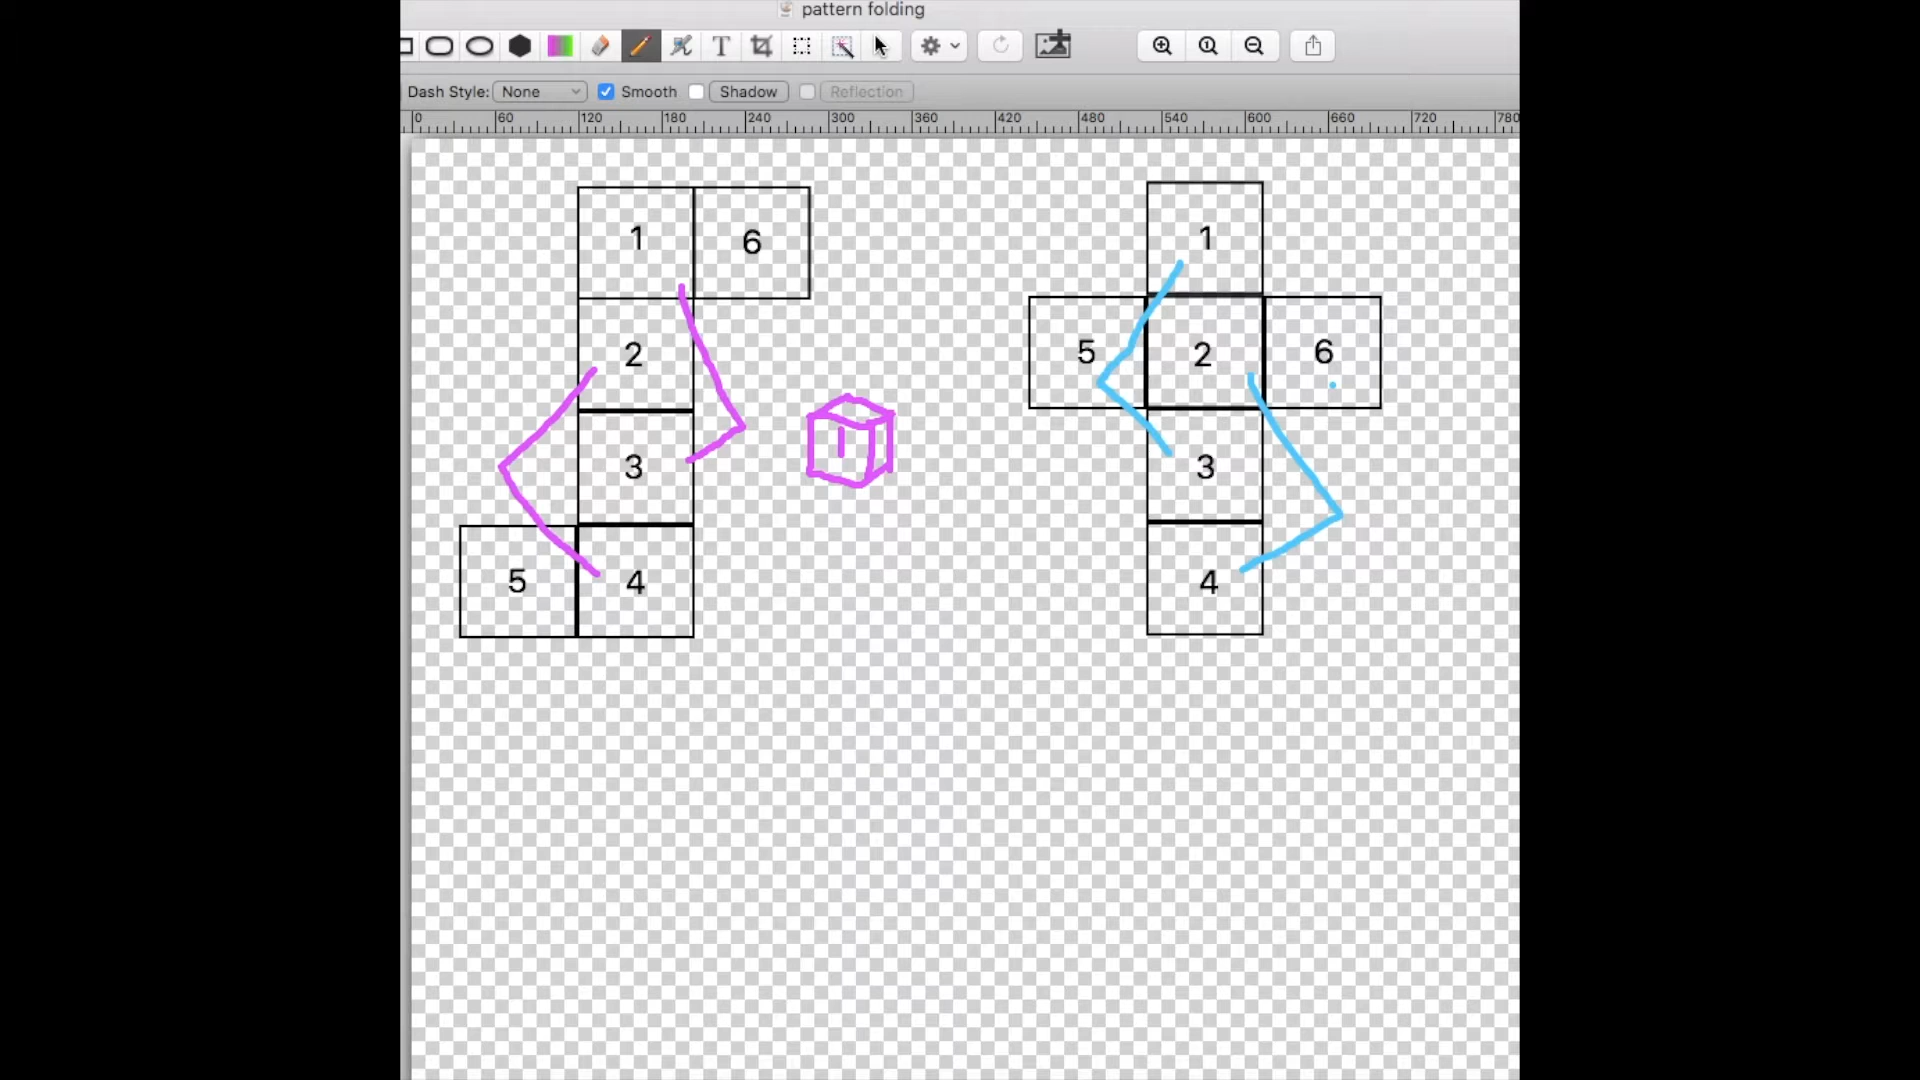 pattern folding
T
Dash Style: None Smooth Shadow Reflection
0 60 120 180 240 300 360 420 480 540 600 660 720 780
1 6
2
3
5 4
1
1
5 2 6
3
4